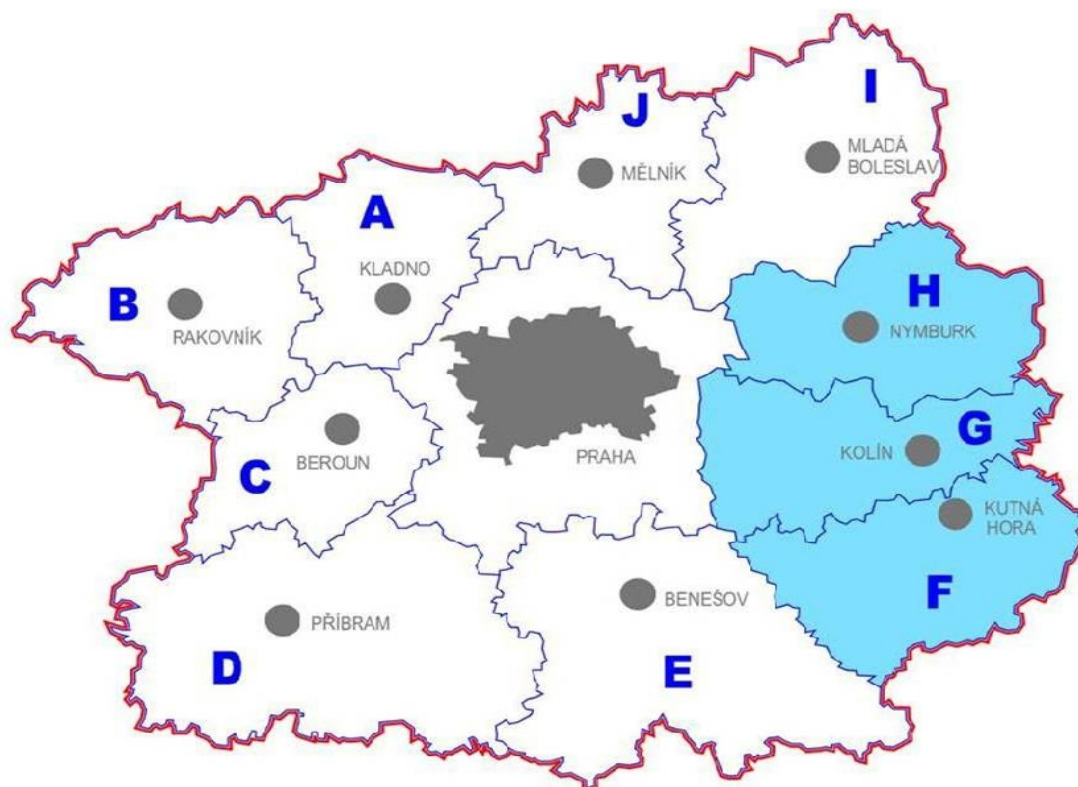 I
J
MLADÁ
BOLESLAV
MĚLNÍK
A
KLADNO
H
B
RAKOVNÍK
NYMBURK
G
KOLÍN
BEROUN
PRAHA
C
KUTNÁ
HORA
F
BENEŠOV
PŘÍBRAM
D
E